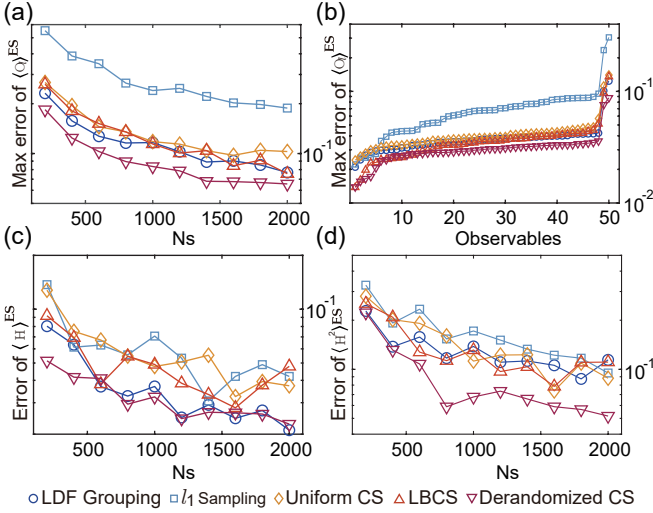 (a)
Max error of ⟨O⟩^ES
10^-1
500 1000 1500 2000
Ns
(b)
Max error of ⟨O⟩^ES
10^-1
10^-2
10 20 30 40 50
Observables
(c)
Error of ⟨H⟩^ES
10^-1
500 1000 1500 2000
Ns
(d)
Error of ⟨H^2⟩^ES
10^-1
500 1000 1500 2000
Ns
LDF Grouping l_1 Sampling Uniform CS LBCS Derandomized CS